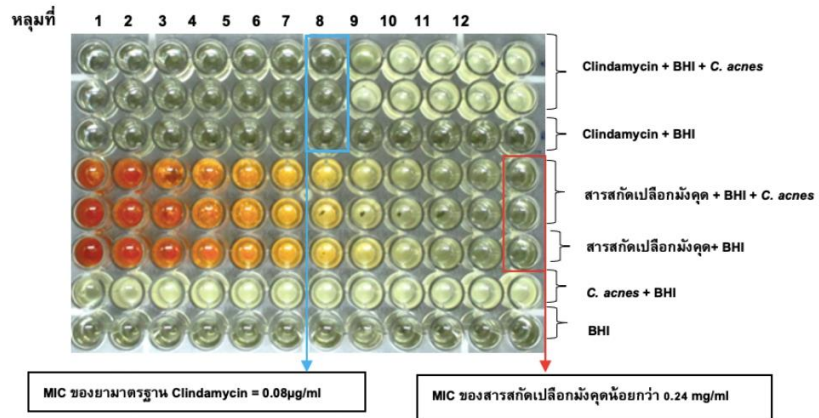 หลุมที่ 1 2 3 4 5 6 7 8 9 10 11 12
Clindamycin + BHI + C. acnes
Clindamycin + BHI
สารสกัดเปลือกมังคุด + BHI + C. acnes
สารสกัดเปลือกมังคุด+ BHI
C. acnes + BHI
BHI
MIC ของยามาตรฐาน Clindamycin = 0.08µg/ml
MIC ของสารสกัดเปลือกมังคุดน้อยกว่า 0.24 mg/ml